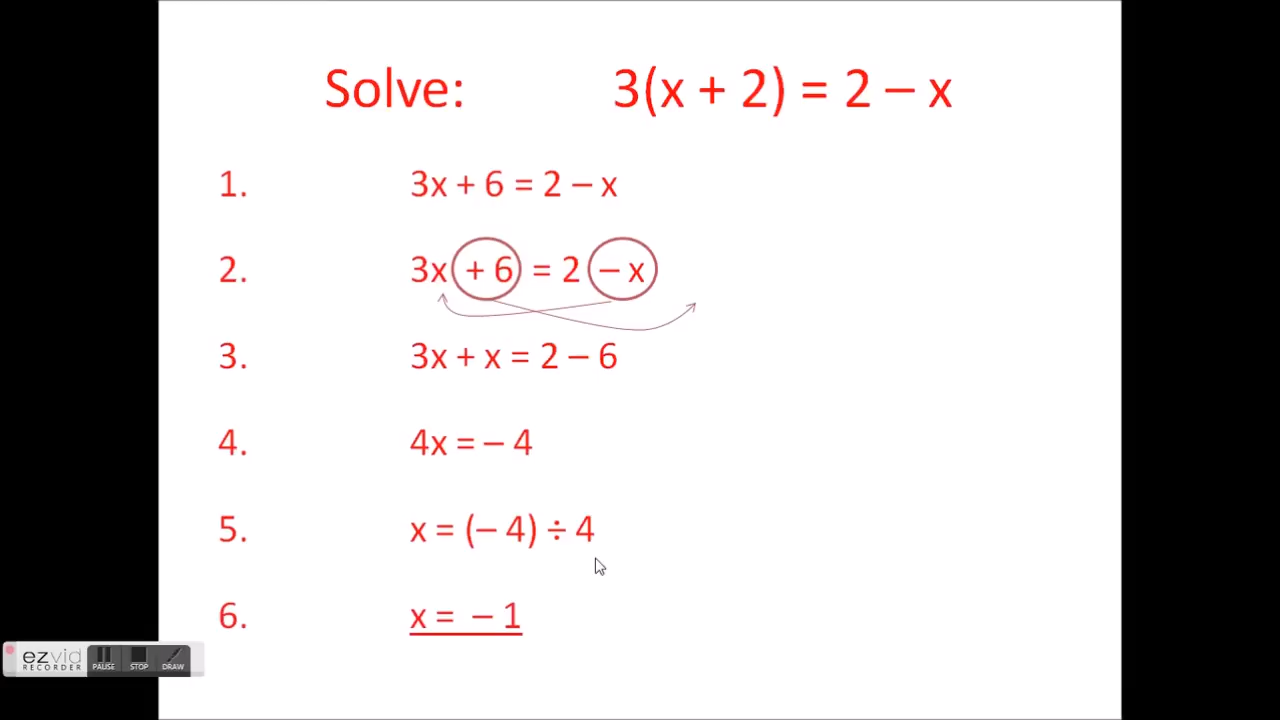 Solve: 3(x + 2) = 2 – x
1. 3x + 6 = 2 – x
2. 3x + 6 = 2 – x
3. 3x + x = 2 – 6
4. 4x = – 4
5. x = (– 4) ÷ 4
6. x = – 1
ezvid
RECORDER
PAUSE STOP DRAW